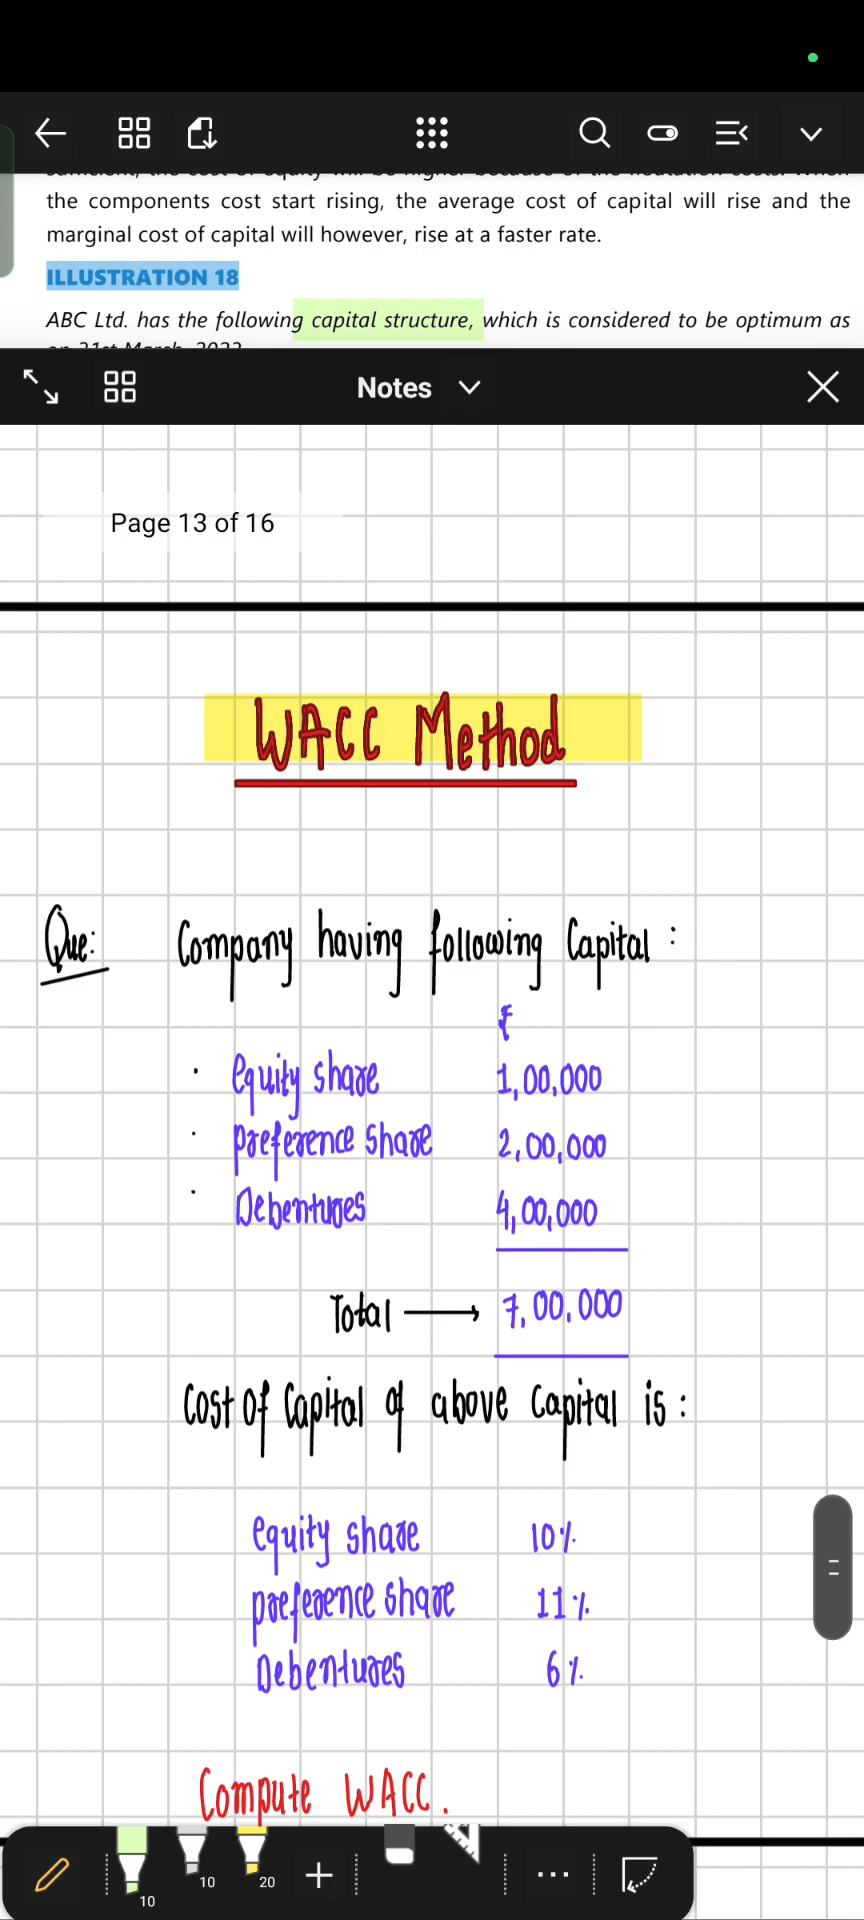 the components cost start rising, the average cost of capital will rise and the
marginal cost of capital will however, rise at a faster rate.
ILLUSTRATION 18
ABC Ltd. has the following capital structure, which is considered to be optimum as
Notes
Page 13 of 16
WACC Method
Que: Company having following Capital :
₹
· equity share 1,00,000
· preference share 2,00,000
· Debentures 4,00,000
Total → 7,00,000
Cost of Capital of above Capital is :
equity share 10%
preference share 11%
Debentures 6%
Compute WACC.
10
10
20